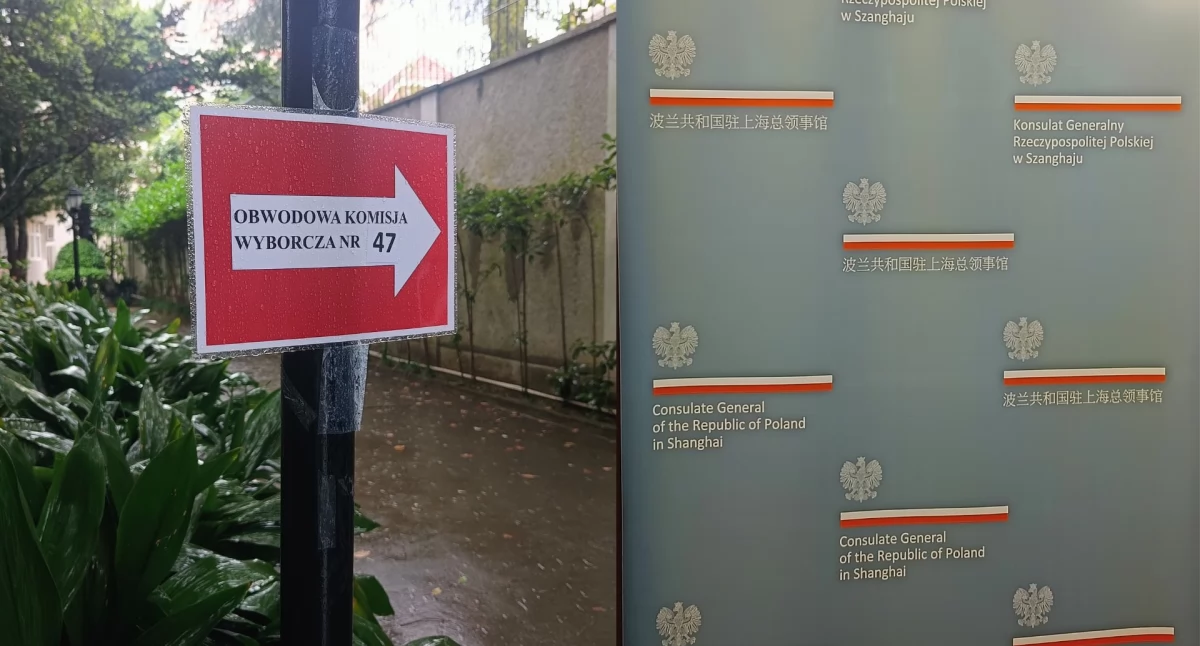 OBWODOWA KOMISJA
WYBORCZA NR 47
Rzeczypospolitej Polskiej
w Szanghaju
波兰共和国驻上海总领事馆
Konsulat Generalny
Rzeczypospolitej Polskiej
w Szanghaju
波兰共和国驻上海总领事馆
Consulate General
of the Republic of Poland
in Shanghai
波兰共和国驻上海总领事馆
Consulate General
of the Republic of Poland
in Shanghai